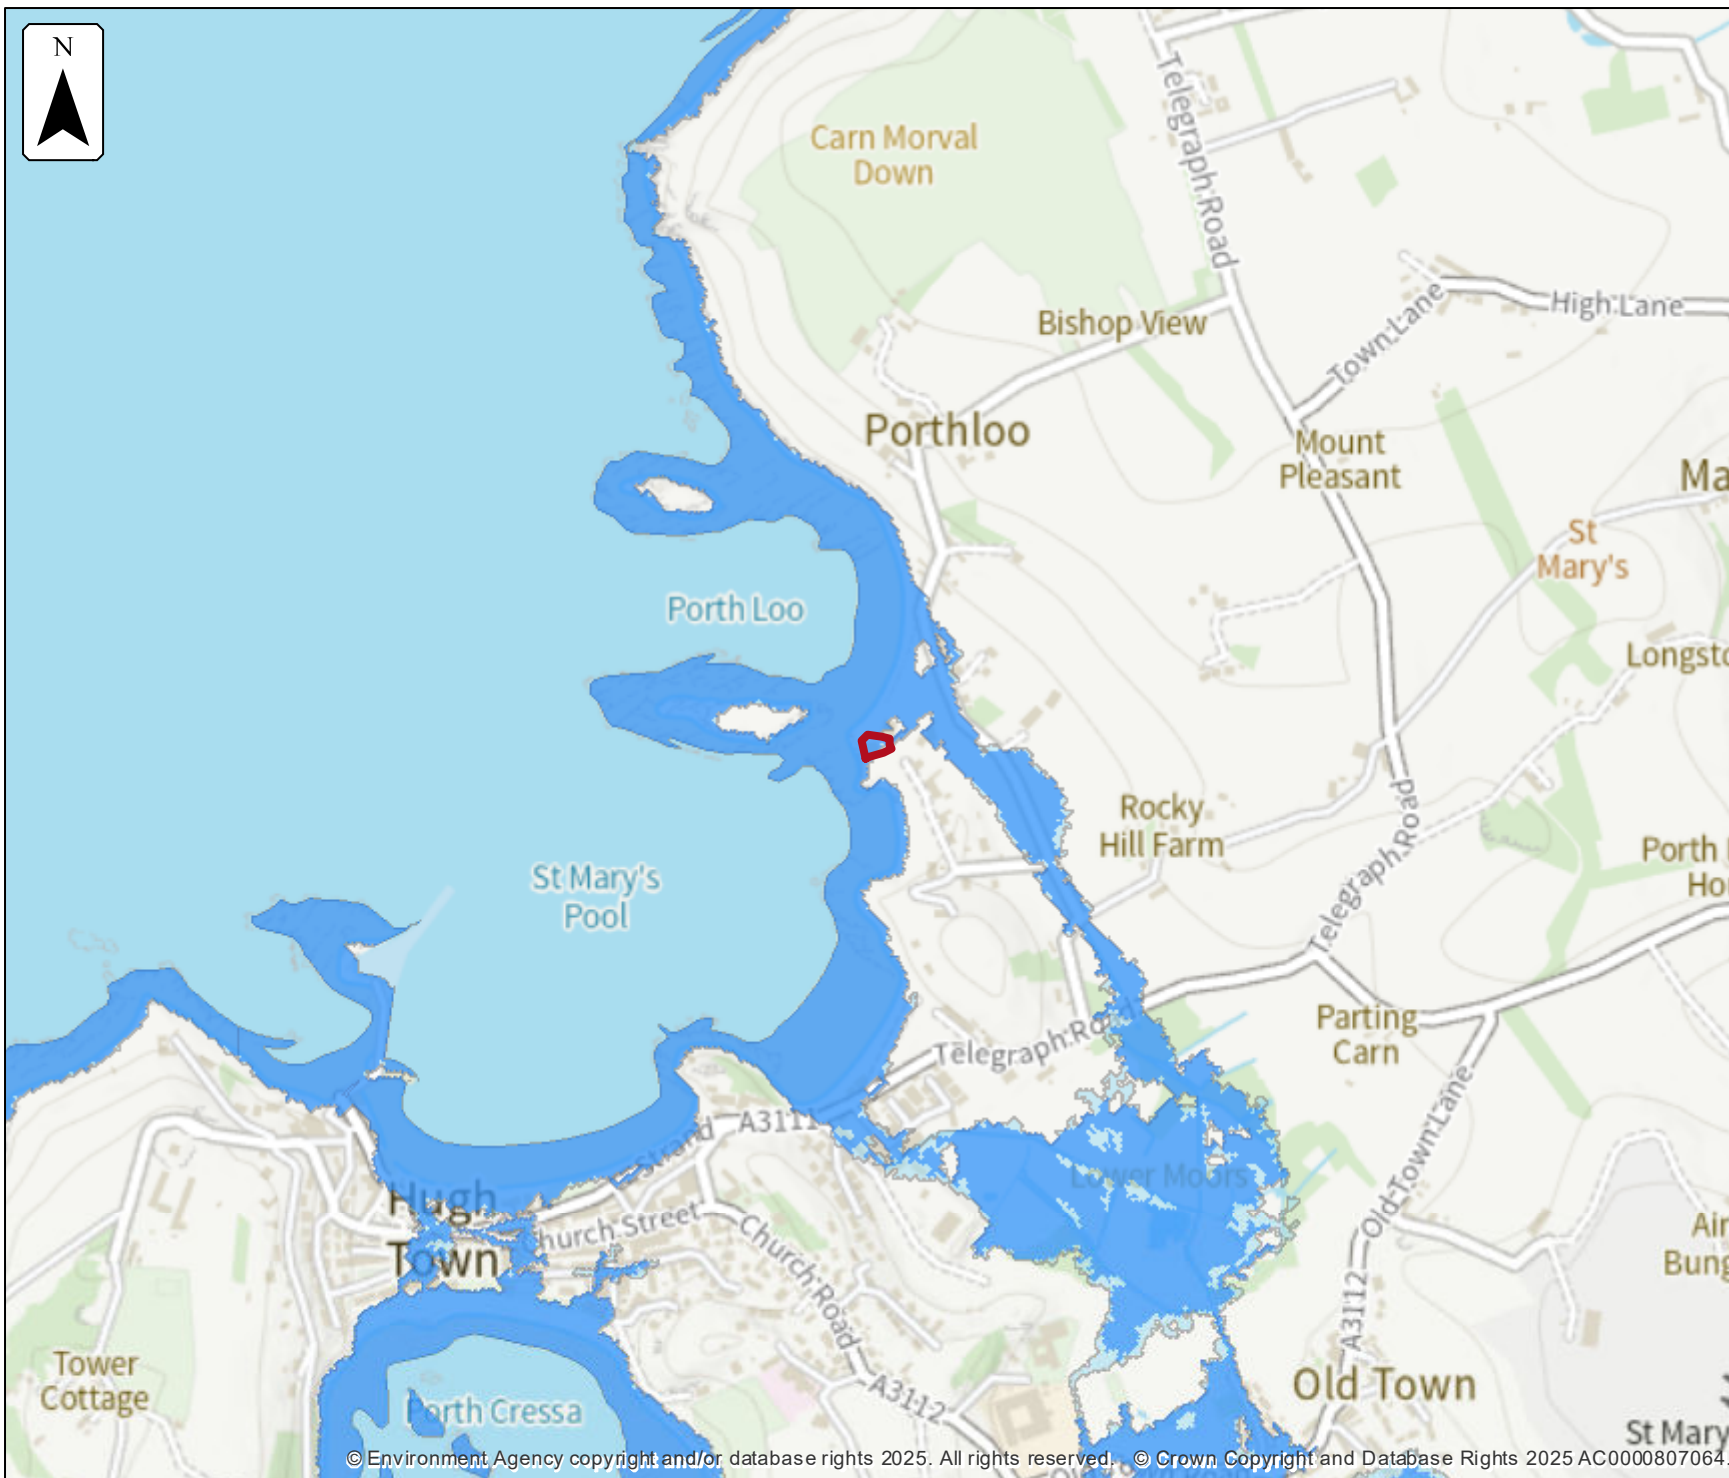 N
Carn Morval
Down
Telegraph Road
Bishop View
Town Lane
High Lane
Porthloo
Mount
Pleasant
Ma
St
Mary's
Porth Loo
Longsto
Rocky
Hill Farm
Telegraph Road
Porth
Ho
St Mary's
Pool
Telegraph Road
Parting
Carn
Telegraph Road
A3111
Strand
Lower Moors
Old Town Lane
Hugh
Town
Church Street
Church Road
Air
Bung
A3112
Tower
Cottage
Porth Cressa
A3112
Old Town
St Mary
© Environment Agency copyright and/or database rights 2025. All rights reserved. © Crown Copyright and Database Rights 2025 AC0000807064